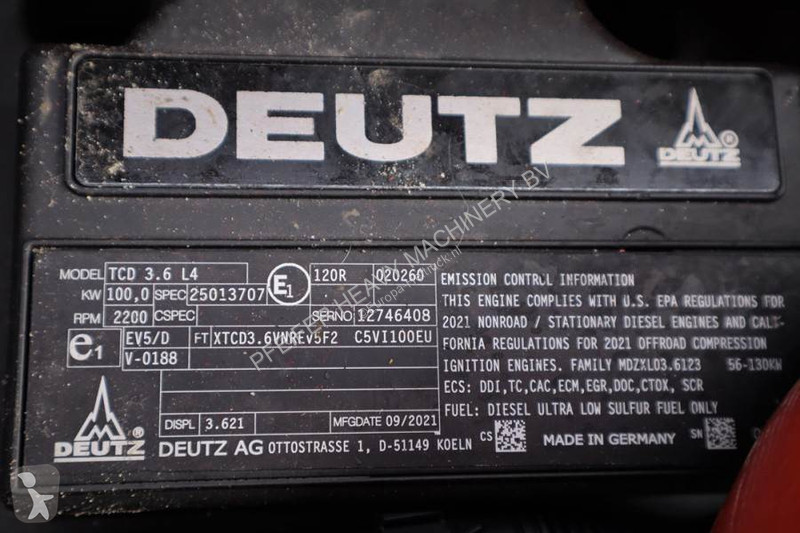 DEUTZ
DEUTZ ®
MODEL TCD 3.6 L4 E1 120R 020260
KW 100,0 SPEC 25013707
RPM 2200 CSPEC SERNO 12746408
e1 EV5/D FT XTCD3.6VNREV5F2 C5VI100EU
V-0188
DISPL 3.621 MFGDATE 09/2021
DEUTZ ®
DEUTZ AG OTTOSTRASSE 1, D-51149 KOELN
EMISSION CONTROL INFORMATION
THIS ENGINE COMPLIES WITH U.S. EPA REGULATIONS FOR
2021 NONROAD / STATIONARY DIESEL ENGINES AND CALI-
FORNIA REGULATIONS FOR 2021 OFFROAD COMPRESSION
IGNITION ENGINES. FAMILY MDZXL03.6123 56-130KW
ECS: DDI,TC,CAC,ECM,EGR,DOC,CTOX, SCR
FUEL: DIESEL ULTRA LOW SULFUR FUEL ONLY
CS MADE IN GERMANY SN
PFEIFER HEAVY MACHINERY BV